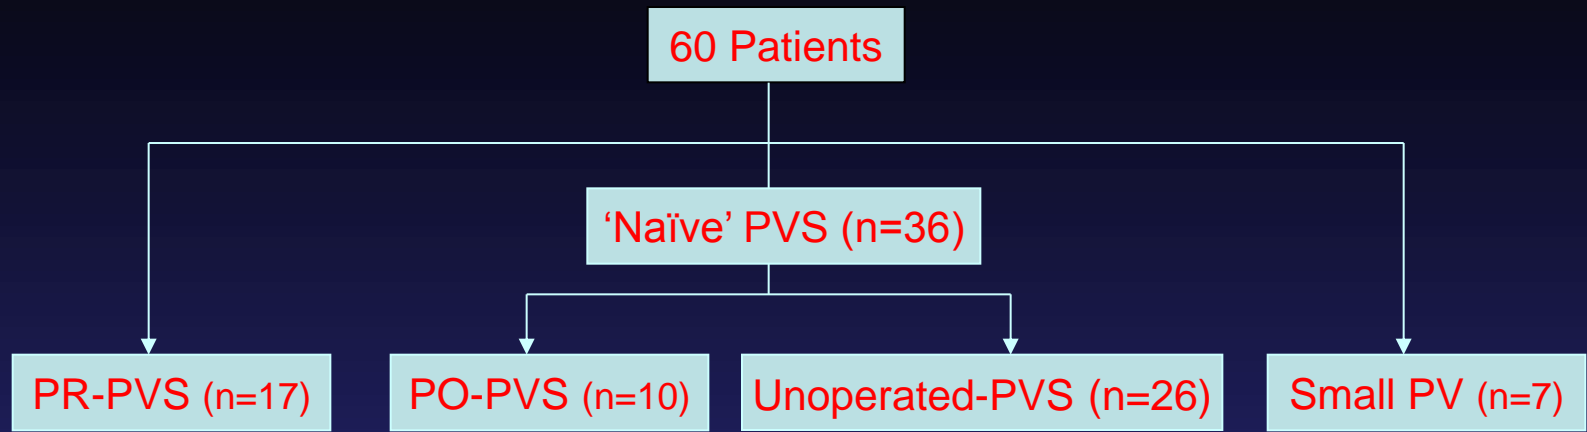 60 Patients
‘Naïve’ PVS (n=36)
PR-PVS (n=17)
PO-PVS (n=10)
Unoperated-PVS (n=26)
Small PV (n=7)